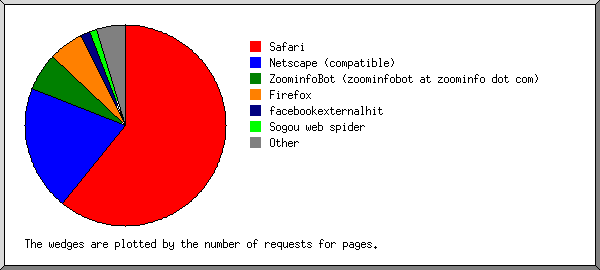 Safari
Netscape (compatible)
ZoominfoBot (zoominfobot at zoominfo dot com)
Firefox
facebookexternalhit
Sogou web spider
Other
The wedges are plotted by the number of requests for pages.